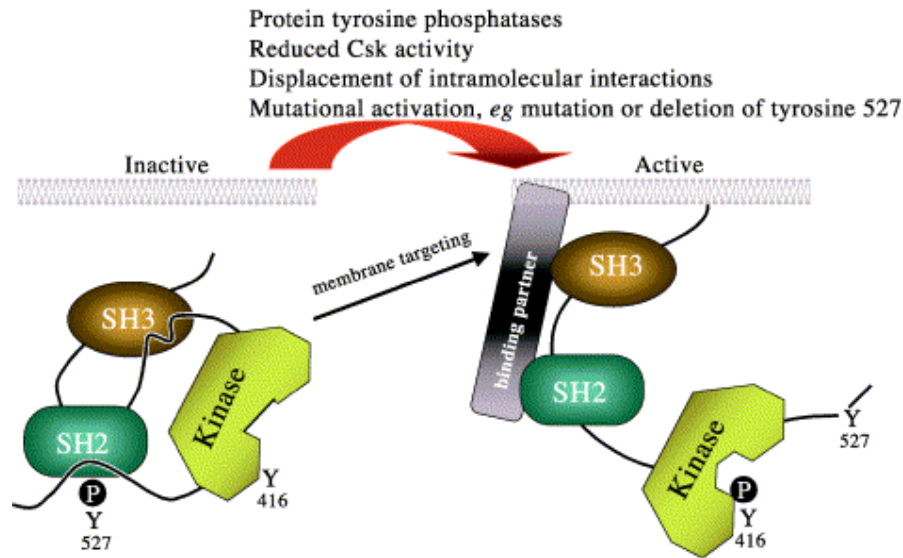 Protein tyrosine phosphatases
Reduced Csk activity
Displacement of intramolecular interactions
Mutational activation, eg mutation or deletion of tyrosine 527
Inactive
Active
membrane targeting
binding partner
SH3
SH3
SH2
SH2
Kinase
Kinase
P
Y
527
Y
416
Y
527
P
Y
416